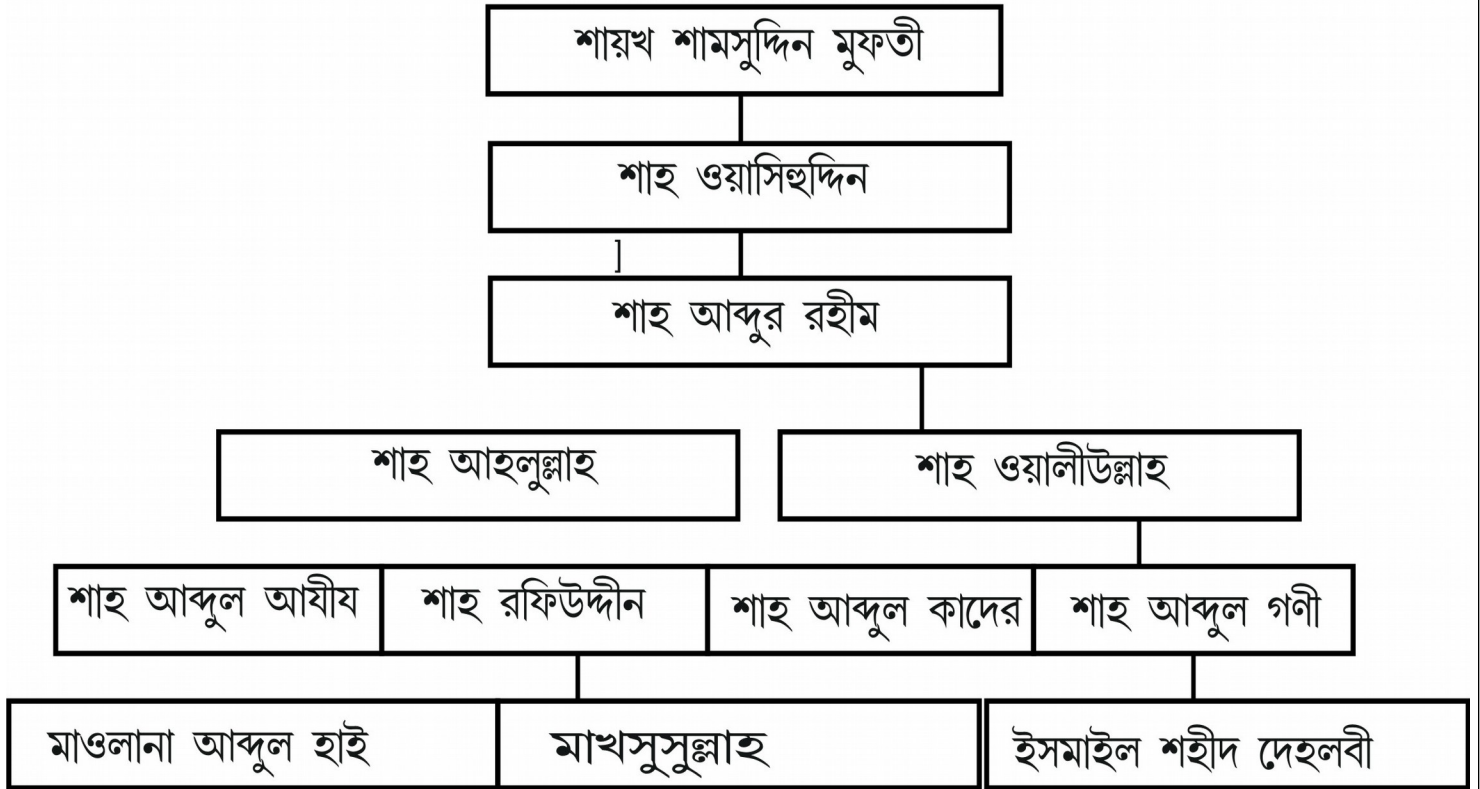 শায়খ শামসুদ্দিন মুফতী
শাহ ওয়াসিহুদ্দিন
]
শাহ আব্দুর রহীম
শাহ আহলুল্লাহ
শাহ ওয়ালীউল্লাহ
শাহ আব্দুল আযীয
শাহ রফিউদ্দীন
শাহ আব্দুল কাদের
শাহ আব্দুল গণী
মাওলানা আব্দুল হাই
মাখসুসুল্লাহ
ইসমাইল শহীদ দেহলবী